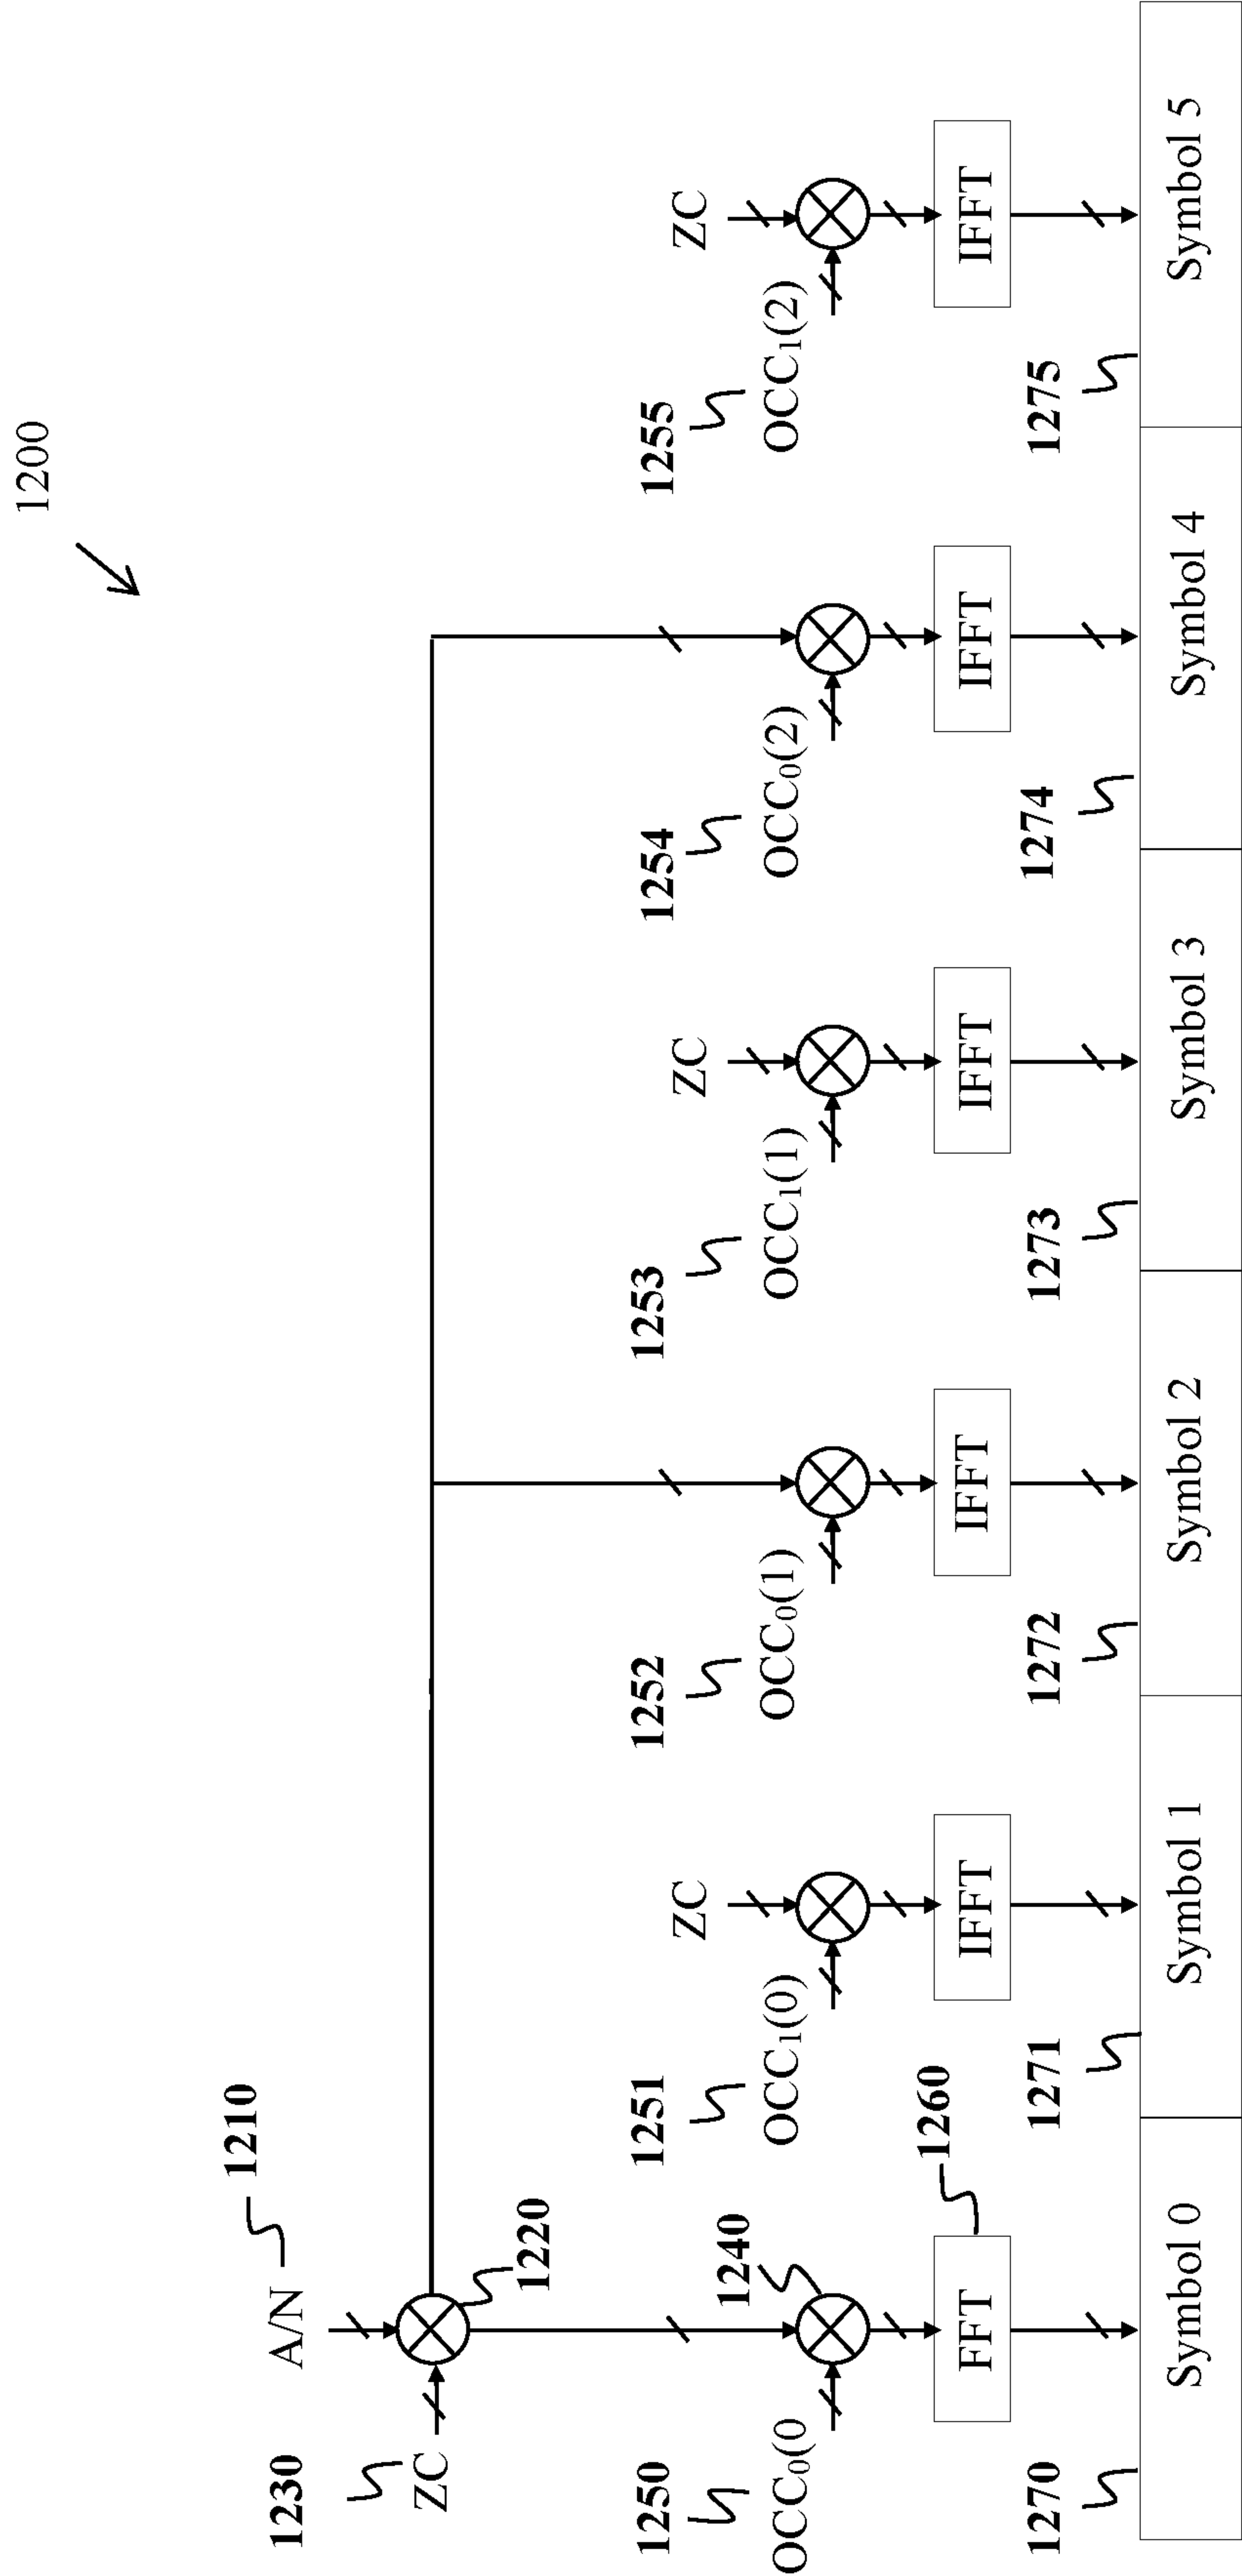 1200
1210
A/N
1230
ZC
1220
ZC
ZC
ZC
1250
1240
1251
1252
1253
1254
1255
OCC₀(0
OCC₁(0)
OCC₀(1)
OCC₁(1)
OCC₀(2)
OCC₁(2)
1260
FFT
IFFT
IFFT
IFFT
IFFT
IFFT
1270
1271
1272
1273
1274
1275
Symbol 0
Symbol 1
Symbol 2
Symbol 3
Symbol 4
Symbol 5